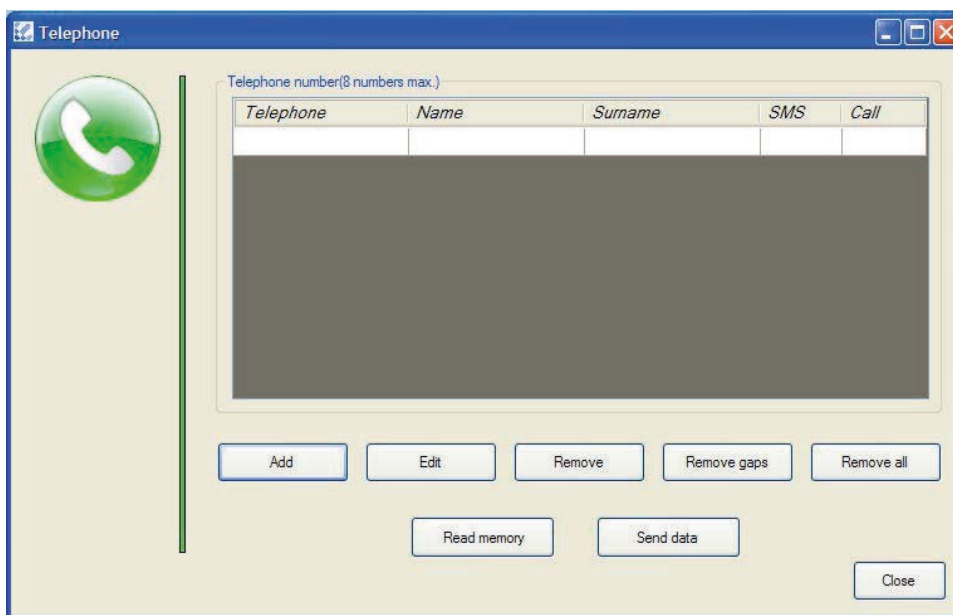 Telephone
Telephone number(8 numbers max.)
Telephone Name Surname SMS Call
Add Edit Remove Remove gaps Remove all
Read memory Send data
Close